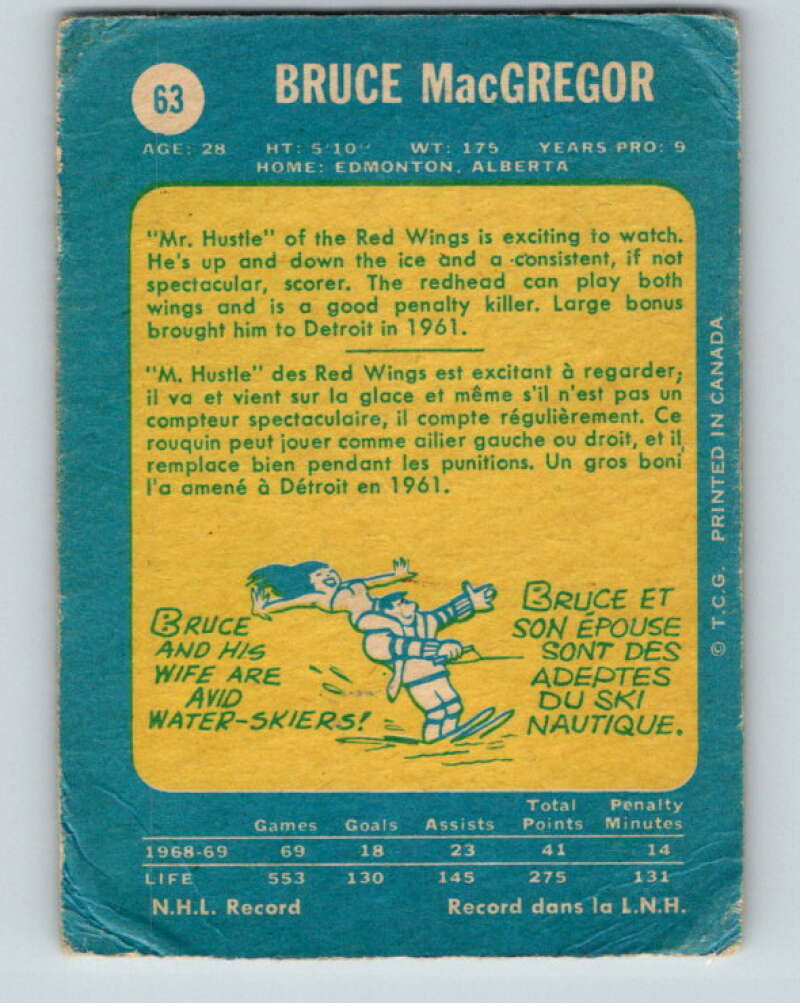 63
BRUCE MacGREGOR
AGE: 28 HT: 5'10" WT: 175 YEARS PRO: 9
HOME: EDMONTON, ALBERTA
"Mr. Hustle" of the Red Wings is exciting to watch.
He's up and down the ice and a consistent, if not
spectacular, scorer. The redhead can play both
wings and is a good penalty killer. Large bonus
brought him to Detroit in 1961.
"M. Hustle" des Red Wings est excitant à regarder;
il va et vient sur la glace et même s'il n'est pas un
compteur spectaculaire, il compte régulièrement. Ce
rouquin peut jouer comme ailier gauche ou droit, et il
remplace bien pendant les punitions. Un gros boni
l'a amené à Détroit en 1961.
BRUCE
AND HIS
WIFE ARE
AVID
WATER-SKIERS!
BRUCE ET
SON ÉPOUSE
SONT DES
ADEPTES
DU SKI
NAUTIQUE.
© T.C.G. PRINTED IN CANADA
Total Penalty
Games Goals Assists Points Minutes
1968-69 69 18 23 41 14
LIFE 553 130 145 275 131
N.H.L. Record Record dans la L.N.H.